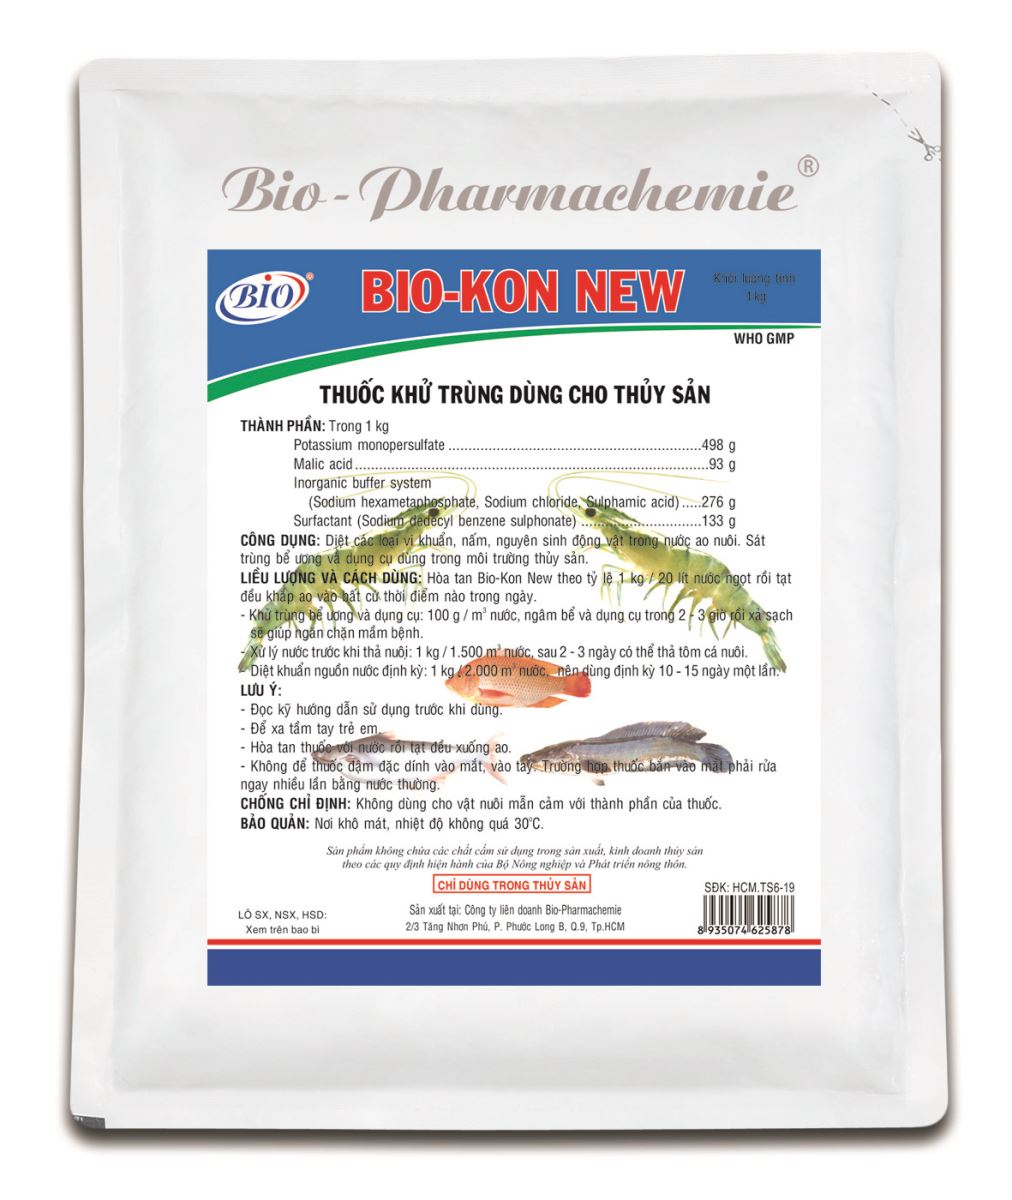 Bio-Pharmachemie®
BIO®
BIO-KON NEW
Khối lượng tịnh
1 kg
WHO GMP
THUỐC KHỬ TRÙNG DÙNG CHO THỦY SẢN
THÀNH PHẦN: Trong 1 kg
Potassium monopersulfate ..................................................................498 g
Malic acid.........................................................................................93 g
Inorganic buffer system
(Sodium hexametaphosphate, Sodium chloride, Sulphamic acid).....276 g
Surfactant (Sodium dedecyl benzene sulphonate) ..............................133 g
CÔNG DỤNG: Diệt các loại vi khuẩn, nấm, nguyên sinh động vật trong nước ao nuôi. Sát
trùng bể ương và dụng cụ dùng trong môi trường thủy sản.
LIỀU LƯỢNG VÀ CÁCH DÙNG: Hòa tan Bio-Kon New theo tỷ lệ 1 kg / 20 lít nước ngọt rồi tạt
đều khắp ao vào bất cứ thời điểm nào trong ngày.
- Khử trùng bể ương và dụng cụ: 100 g / m³ nước, ngâm bể và dụng cụ trong 2 - 3 giờ rồi xả sạch
sẽ giúp ngăn chặn mầm bệnh.
- Xử lý nước trước khi thả nuôi: 1 kg / 1.500 m³ nước, sau 2 - 3 ngày có thể thả tôm cá nuôi.
- Diệt khuẩn nguồn nước định kỳ: 1 kg / 2.000 m³ nước, nên dùng định kỳ 10 - 15 ngày một lần.
LƯU Ý:
- Đọc kỹ hướng dẫn sử dụng trước khi dùng.
- Để xa tầm tay trẻ em.
- Hòa tan thuốc với nước rồi tạt đều xuống ao.
- Không để thuốc đậm đặc dính vào mắt, vào tay. Trường hợp thuốc bắn vào mắt phải rửa
ngay nhiều lần bằng nước thường.
CHỐNG CHỈ ĐỊNH: Không dùng cho vật nuôi mẫn cảm với thành phần của thuốc.
BẢO QUẢN: Nơi khô mát, nhiệt độ không quá 30°C.
Sản phẩm không chứa các chất cấm sử dụng trong sản xuất, kinh doanh thủy sản
theo các quy định hiện hành của Bộ Nông nghiệp và Phát triển nông thôn.
CHỈ DÙNG TRONG THỦY SẢN
SĐK: HCM.TS6-19
LÔ SX, NSX, HSD:
Xem trên bao bì
Sản xuất tại: Công ty liên doanh Bio-Pharmachemie
2/3 Tăng Nhơn Phú, P. Phước Long B, Q.9, Tp.HCM
8 935074 625878